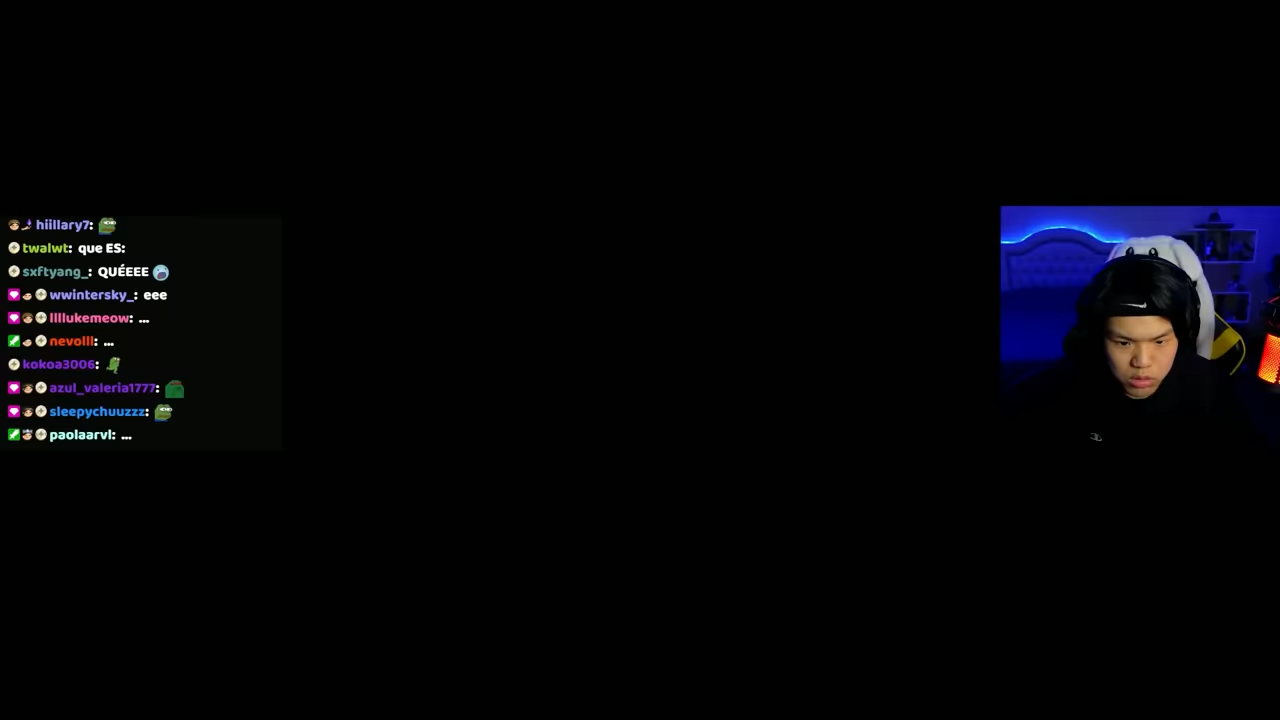 hiillary7:
twalwt: que ES:
sxftyang_: QUÉEEE
wwintersky_: eee
llllukemeow: ...
nevolll: ...
kokoa3006:
azul_valeria1777:
sleepychuuzzz:
paolaarvl: ...